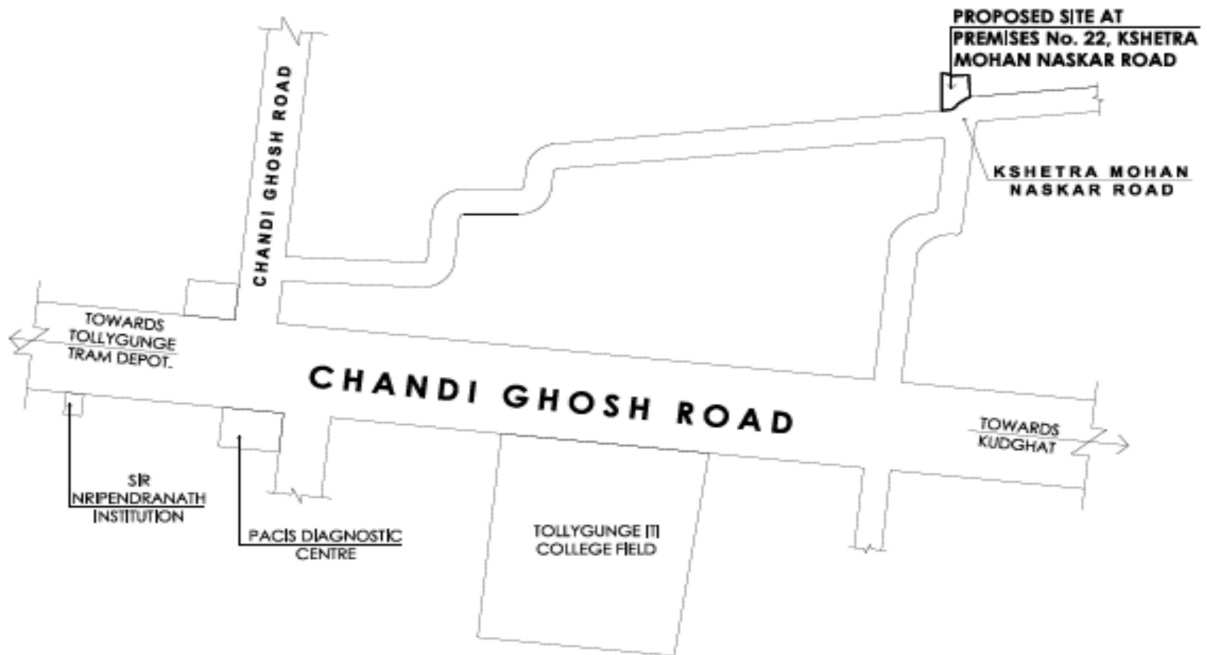 PROPOSED SITE AT
PREMISES No. 22, KSHETRA
MOHAN NASKAR ROAD
CHANDI GHOSH ROAD
KSHETRA MOHAN
NASKAR ROAD
TOWARDS
TOLLYGUNGE
TRAM DEPOT.
CHANDI GHOSH ROAD
TOWARDS
KUDGHAT
SIR
NRIPENDRANATH
INSTITUTION
PACIS DIAGNOSTIC
CENTRE
TOLLYGUNGE ITI
COLLEGE FIELD